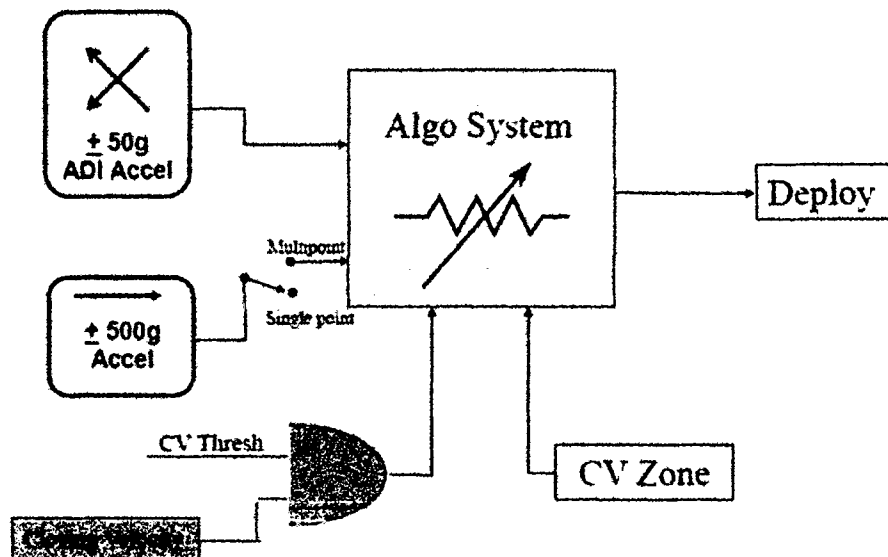 ± 50g
ADI Accel
Algo System
Deploy
Multipoint
Single point
± 500g
Accel
CV Thresh
CV Zone